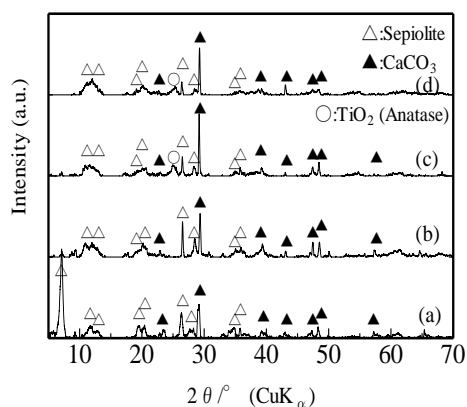 △:Sepiolite
▲:CaCO3
(d)
○:TiO2 (Anatase)
(c)
(b)
(a)
Intensity (a.u.)
10 20 30 40 50 60 70
2 θ/° (CuKα)